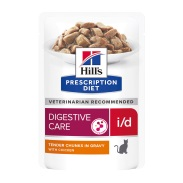 Hill's
PRESCRIPTION DIET
VETERINARIAN RECOMMENDED
DIGESTIVE
CARE
i/d
TENDER CHUNKS IN GRAVY
WITH CHICKEN